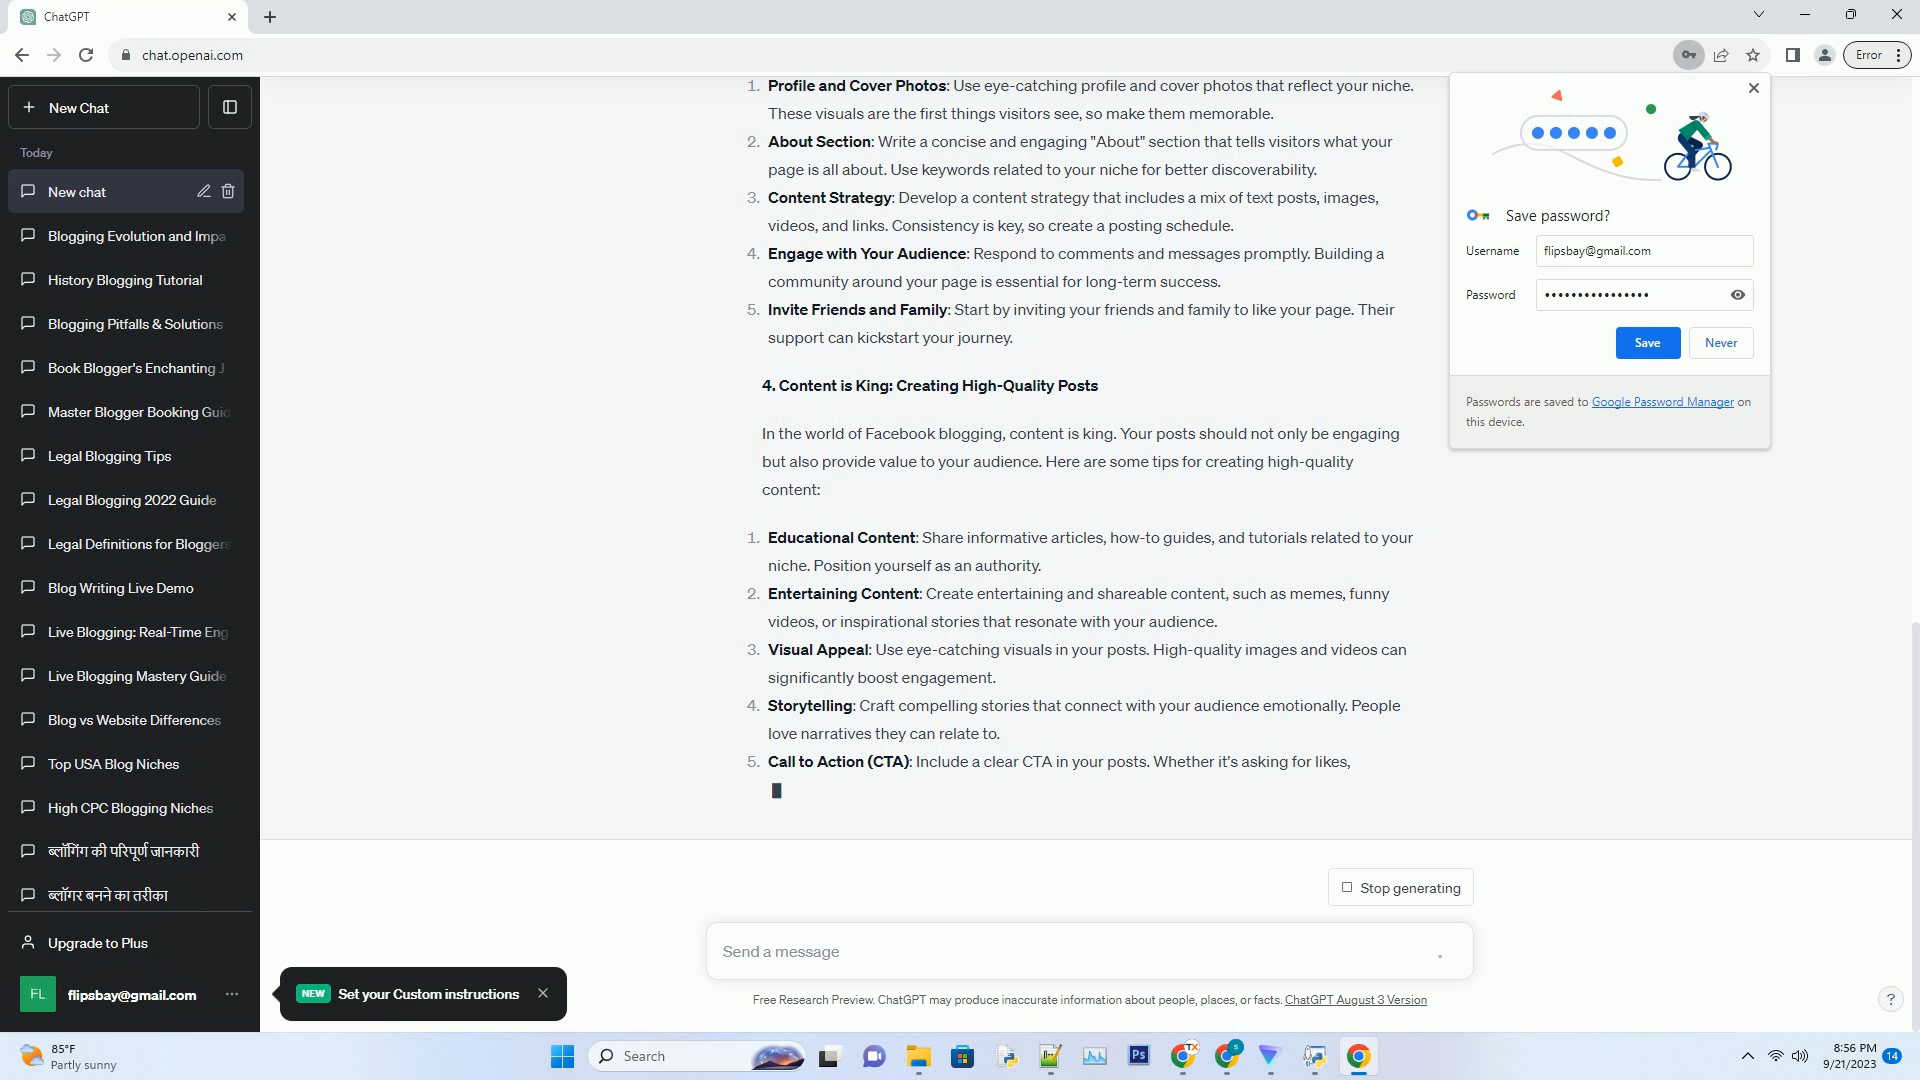 ChatGPT
chat.openai.com
Error
New Chat
Today
New chat
Blogging Evolution and Impa
History Blogging Tutorial
Blogging Pitfalls & Solutions
Book Blogger's Enchanting J
Master Blogger Booking Guid
Legal Blogging Tips
Legal Blogging 2022 Guide
Legal Definitions for Bloggers
Blog Writing Live Demo
Live Blogging: Real-Time Eng
Live Blogging Mastery Guide
Blog vs Website Differences
Top USA Blog Niches
High CPC Blogging Niches
ब्लॉगिंग की परिपूर्ण जानकारी
ब्लॉगर बनने का तरीका
Upgrade to Plus
FL
flipsbay@gmail.com
NEW Set your Custom instructions
1. Profile and Cover Photos: Use eye-catching profile and cover photos that reflect your niche.
These visuals are the first things visitors see, so make them memorable.
2. About Section: Write a concise and engaging "About" section that tells visitors what your
page is all about. Use keywords related to your niche for better discoverability.
3. Content Strategy: Develop a content strategy that includes a mix of text posts, images,
videos, and links. Consistency is key, so create a posting schedule.
4. Engage with Your Audience: Respond to comments and messages promptly. Building a
community around your page is essential for long-term success.
5. Invite Friends and Family: Start by inviting your friends and family to like your page. Their
support can kickstart your journey.
4. Content is King: Creating High-Quality Posts
In the world of Facebook blogging, content is king. Your posts should not only be engaging
but also provide value to your audience. Here are some tips for creating high-quality
content:
1. Educational Content: Share informative articles, how-to guides, and tutorials related to your
niche. Position yourself as an authority.
2. Entertaining Content: Create entertaining and shareable content, such as memes, funny
videos, or inspirational stories that resonate with your audience.
3. Visual Appeal: Use eye-catching visuals in your posts. High-quality images and videos can
significantly boost engagement.
4. Storytelling: Craft compelling stories that connect with your audience emotionally. People
love narratives they can relate to.
5. Call to Action (CTA): Include a clear CTA in your posts. Whether it's asking for likes,
Stop generating
Send a message
Free Research Preview. ChatGPT may produce inaccurate information about people, places, or facts. ChatGPT August 3 Version
?
Save password?
Username flipsbay@gmail.com
Password ••••••••••••••••
Save Never
Passwords are saved to Google Password Manager on
this device.
85°F
Partly sunny
Search
Ps
TX
S
8:56 PM
9/21/2023
14